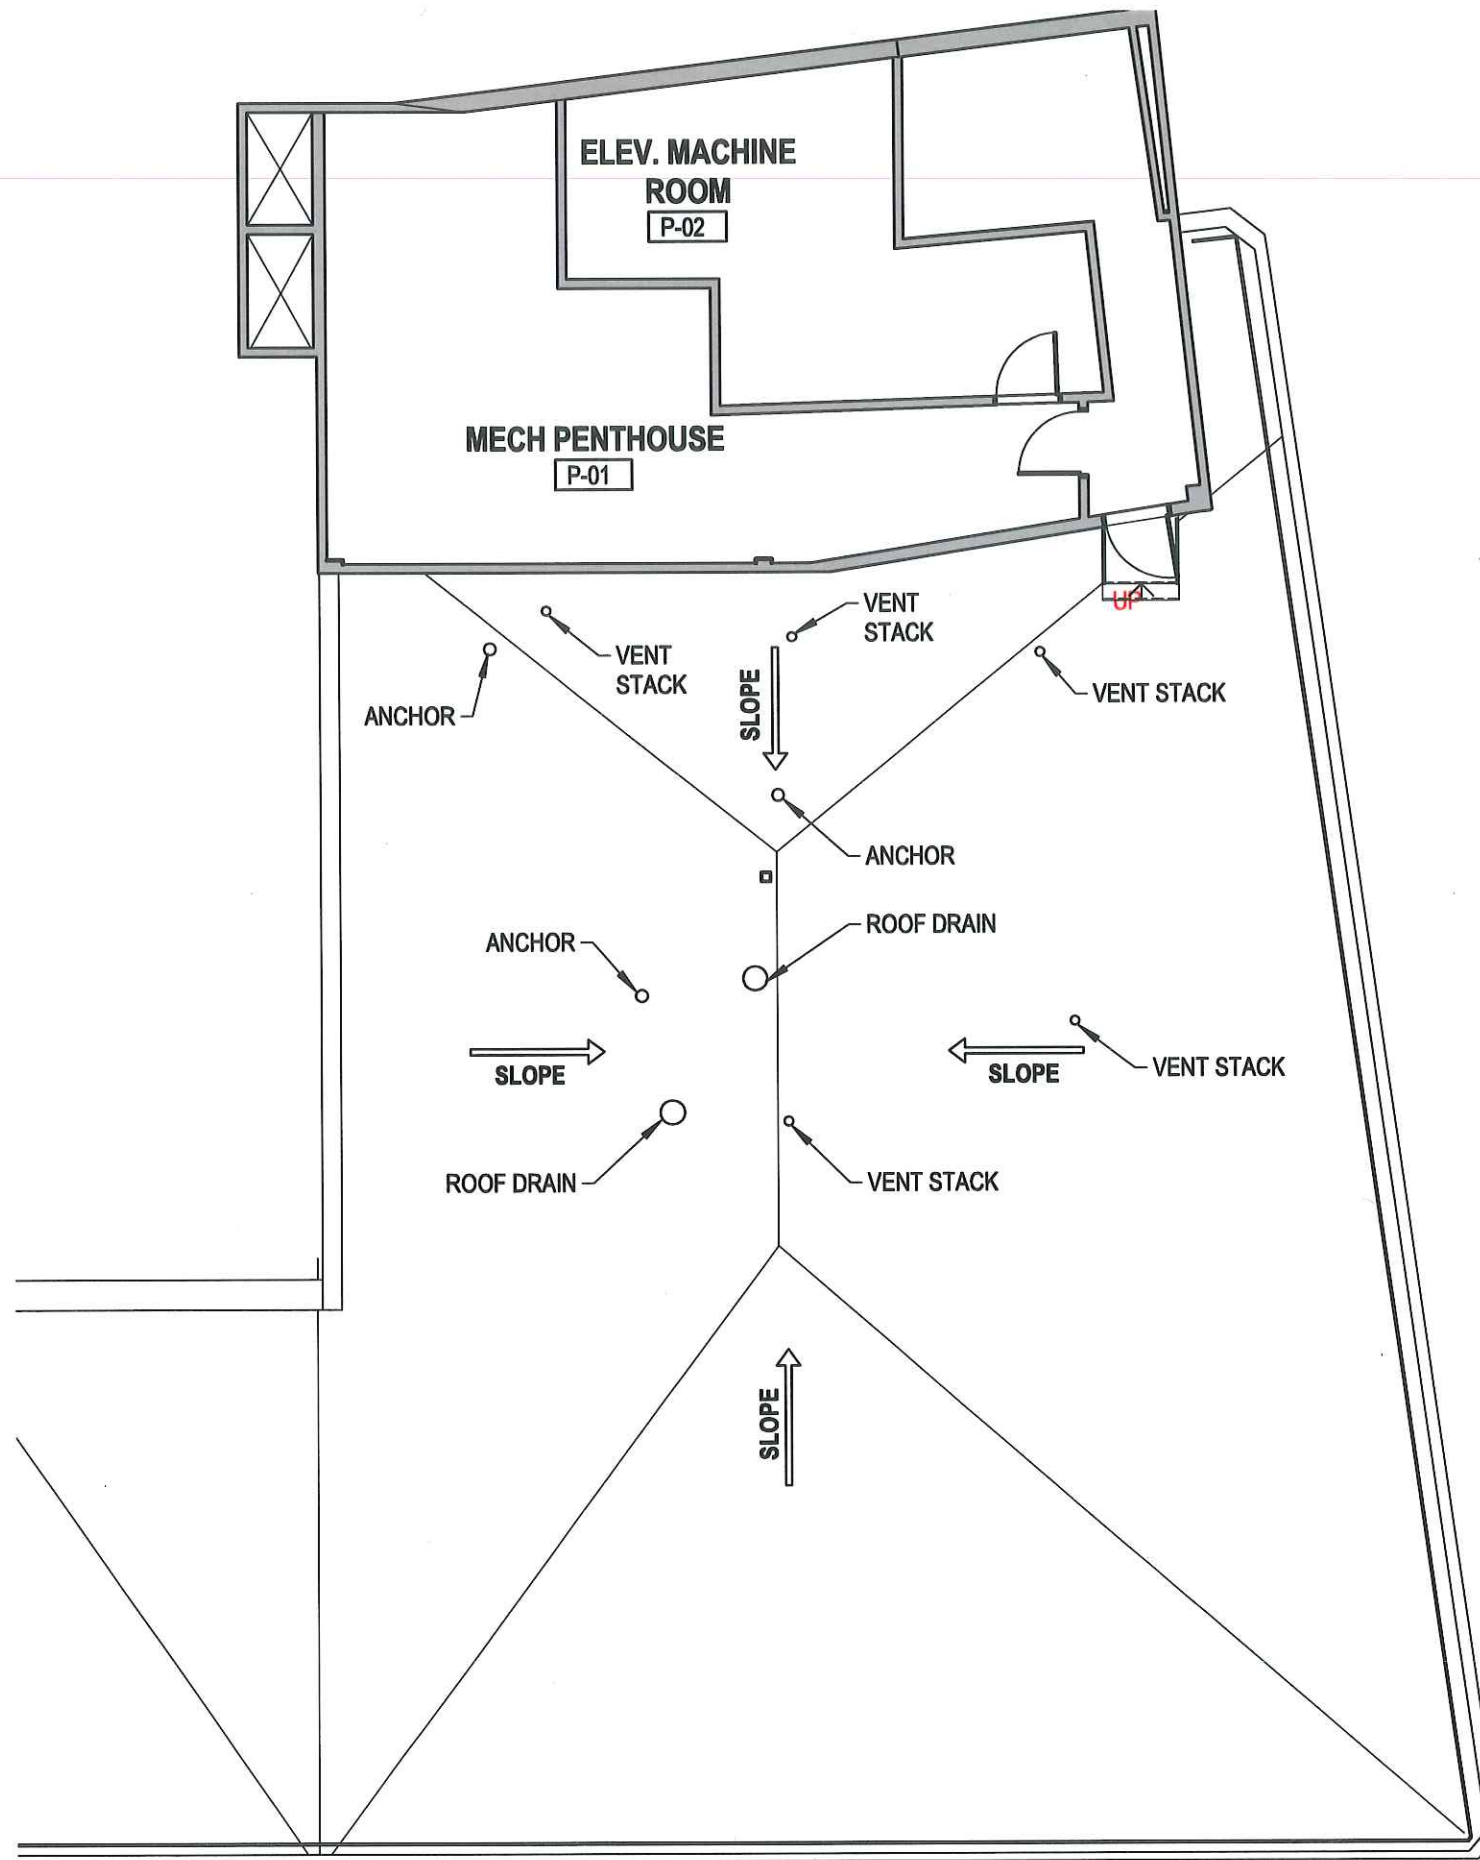 ELEV. MACHINE
ROOM
P-02
MECH PENTHOUSE
P-01
UP
VENT
STACK
VENT
STACK
VENT STACK
ANCHOR
SLOPE
ANCHOR
ROOF DRAIN
ANCHOR
SLOPE
SLOPE
VENT STACK
ROOF DRAIN
VENT STACK
SLOPE